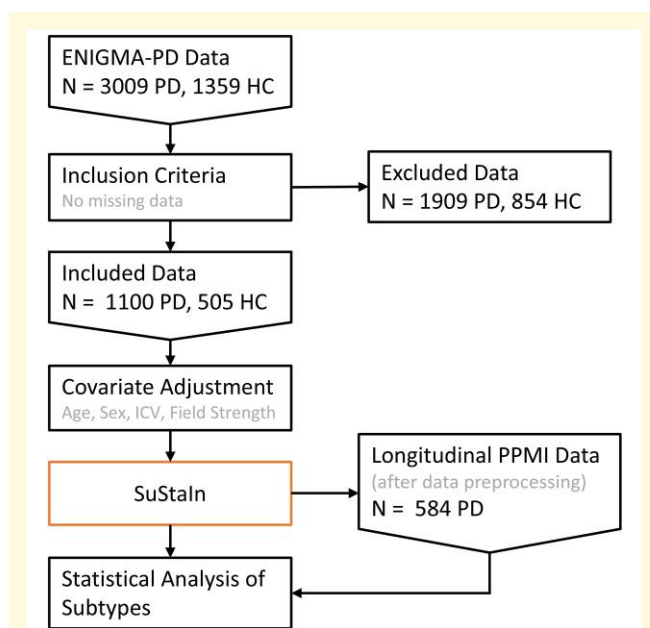 ENIGMA-PD Data
N = 3009 PD, 1359 HC
Inclusion Criteria
No missing data
Excluded Data
N = 1909 PD, 854 HC
Included Data
N = 1100 PD, 505 HC
Covariate Adjustment
Age, Sex, ICV, Field Strength
SuStaIn
Longitudinal PPMI Data
(after data preprocessing)
N = 584 PD
Statistical Analysis of
Subtypes